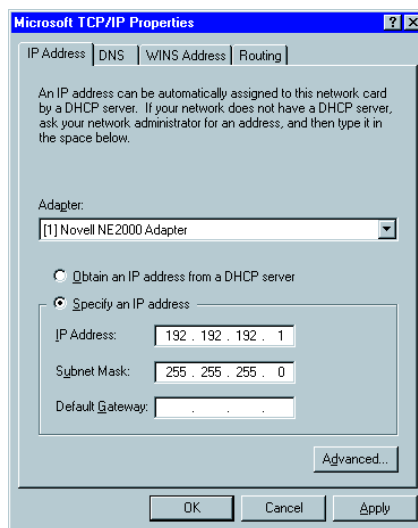 Microsoft TCP/IP Properties
IP Address DNS WINS Address Routing
An IP address can be automatically assigned to this network card
by a DHCP server. If your network does not have a DHCP server,
ask your network administrator for an address, and then type it in
the space below.
Adapter:
[1] Novell NE2000 Adapter
Obtain an IP address from a DHCP server
Specify an IP address
IP Address: 192 . 192 . 192 . 1
Subnet Mask: 255 . 255 . 255 . 0
Default Gateway: . . .
Advanced...
OK Cancel Apply